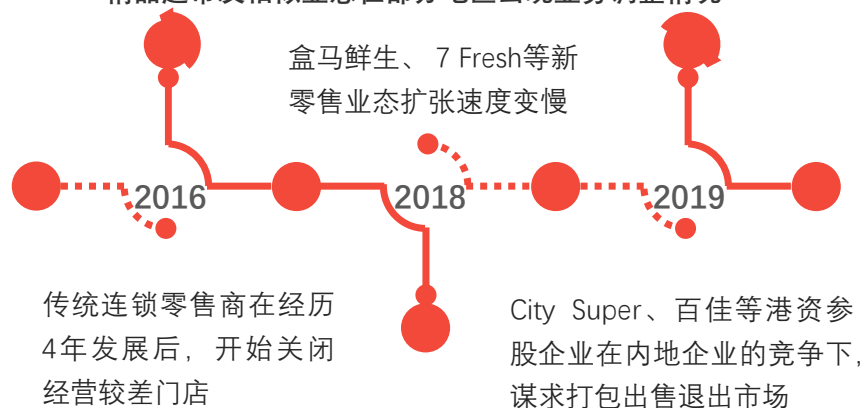 盒马鲜生、 7 Fresh等新
零售业态扩张速度变慢
2016
2018
2019
传统连锁零售商在经历
4年发展后，开始关闭
经营较差门店
City Super、百佳等港资参
股企业在内地企业的竞争下，
谋求打包出售退出市场